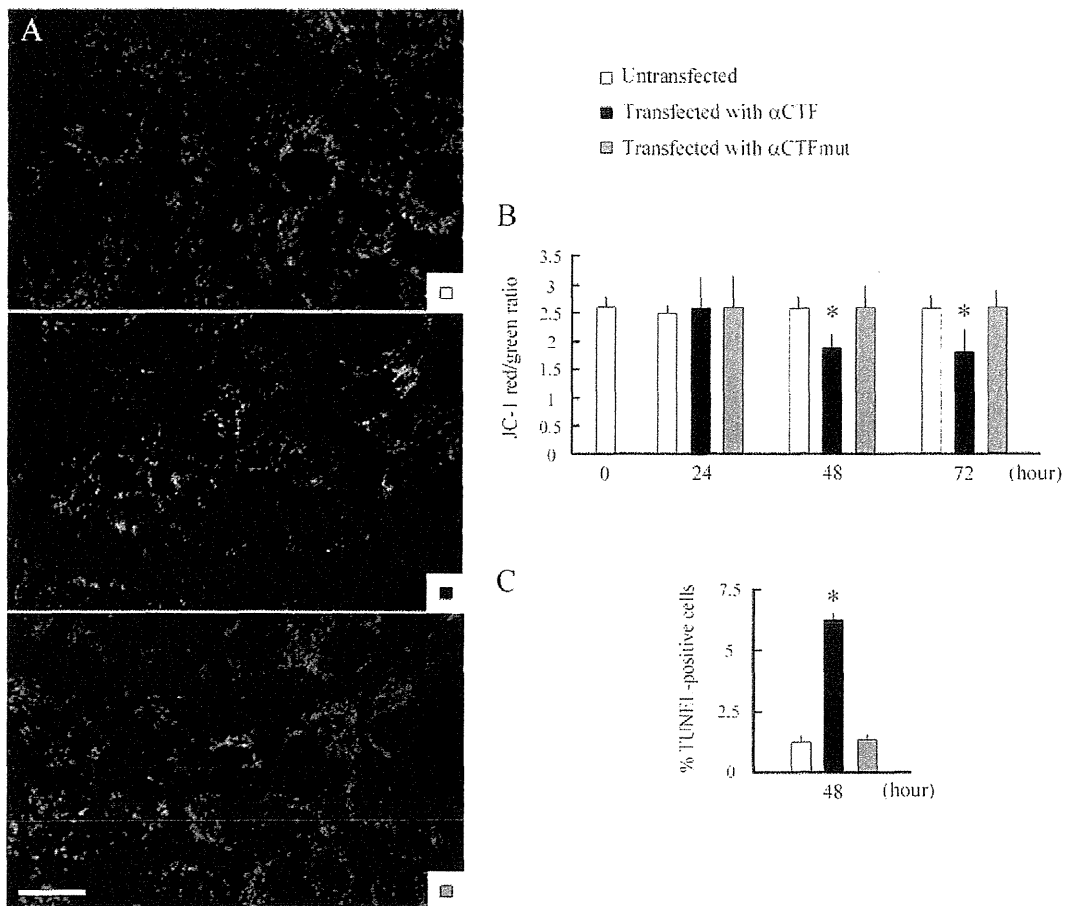 A
Untransfected
Transfected with αCTF
Transfected with αCTFmut
B
3.5
3
2.5
2
1.5
1
0.5
0
JC-1 red/green ratio
* *
0 24 48 72 (hour)
C
7.5
5
2.5
0
% TUNEL-positive cells
*
48 (hour)